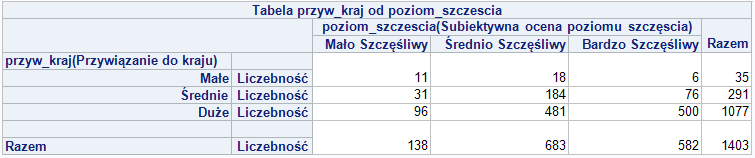 Tabela przyw_kraj od poziom_szczescia
poziom_szczescia(Subiektywna ocena poziomu szczęscia)
Mało Szczęśliwy Średnio Szczęśliwy Bardzo Szczęśliwy Razem
przyw_kraj(Przywiązanie do kraju)
Małe Liczebność 11 18 6 35
Średnie Liczebność 31 184 76 291
Duże Liczebność 96 481 500 1077
Razem Liczebność 138 683 582 1403